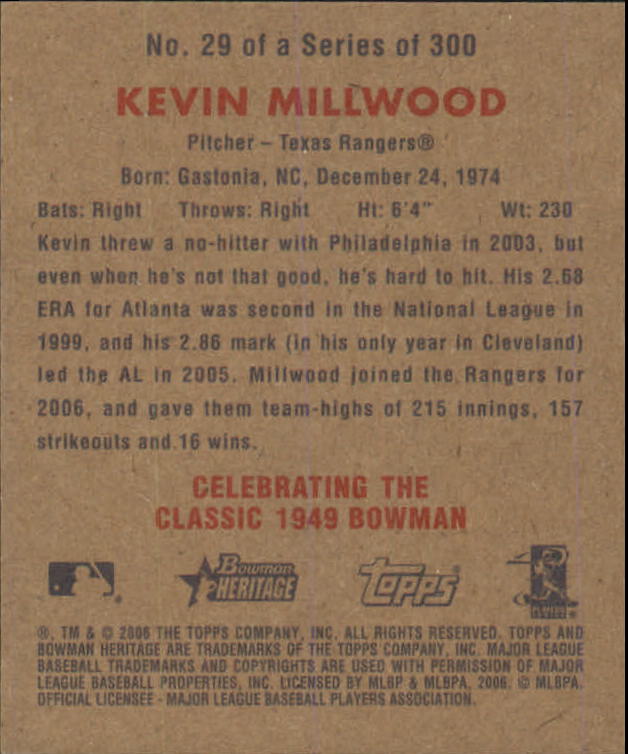 No. 29 of a Series of 300
KEVIN MILLWOOD
Pitcher – Texas Rangers®
Born: Gastonia, NC, December 24, 1974
Bats: Right Throws: Right Ht: 6'4" Wt: 230
Kevin threw a no-hitter with Philadelphia in 2003, but
even when he's not that good, he's hard to hit. His 2.68
ERA for Atlanta was second in the National League in
1999, and his 2.86 mark (in his only year in Cleveland)
led the AL in 2005. Millwood joined the Rangers for
2006, and gave them team-highs of 215 innings, 157
strikeouts and 16 wins.
CELEBRATING THE
CLASSIC 1949 BOWMAN
Bowman
HERITAGE
topps®
®, TM & © 2006 THE TOPPS COMPANY, INC. ALL RIGHTS RESERVED. TOPPS AND
BOWMAN HERITAGE ARE TRADEMARKS OF THE TOPPS COMPANY, INC. MAJOR LEAGUE
BASEBALL TRADEMARKS AND COPYRIGHTS ARE USED WITH PERMISSION OF MAJOR
LEAGUE BASEBALL PROPERTIES, INC. LICENSED BY MLBP & MLBPA, 2006. © MLBPA.
OFFICIAL LICENSEE - MAJOR LEAGUE BASEBALL PLAYERS ASSOCIATION.